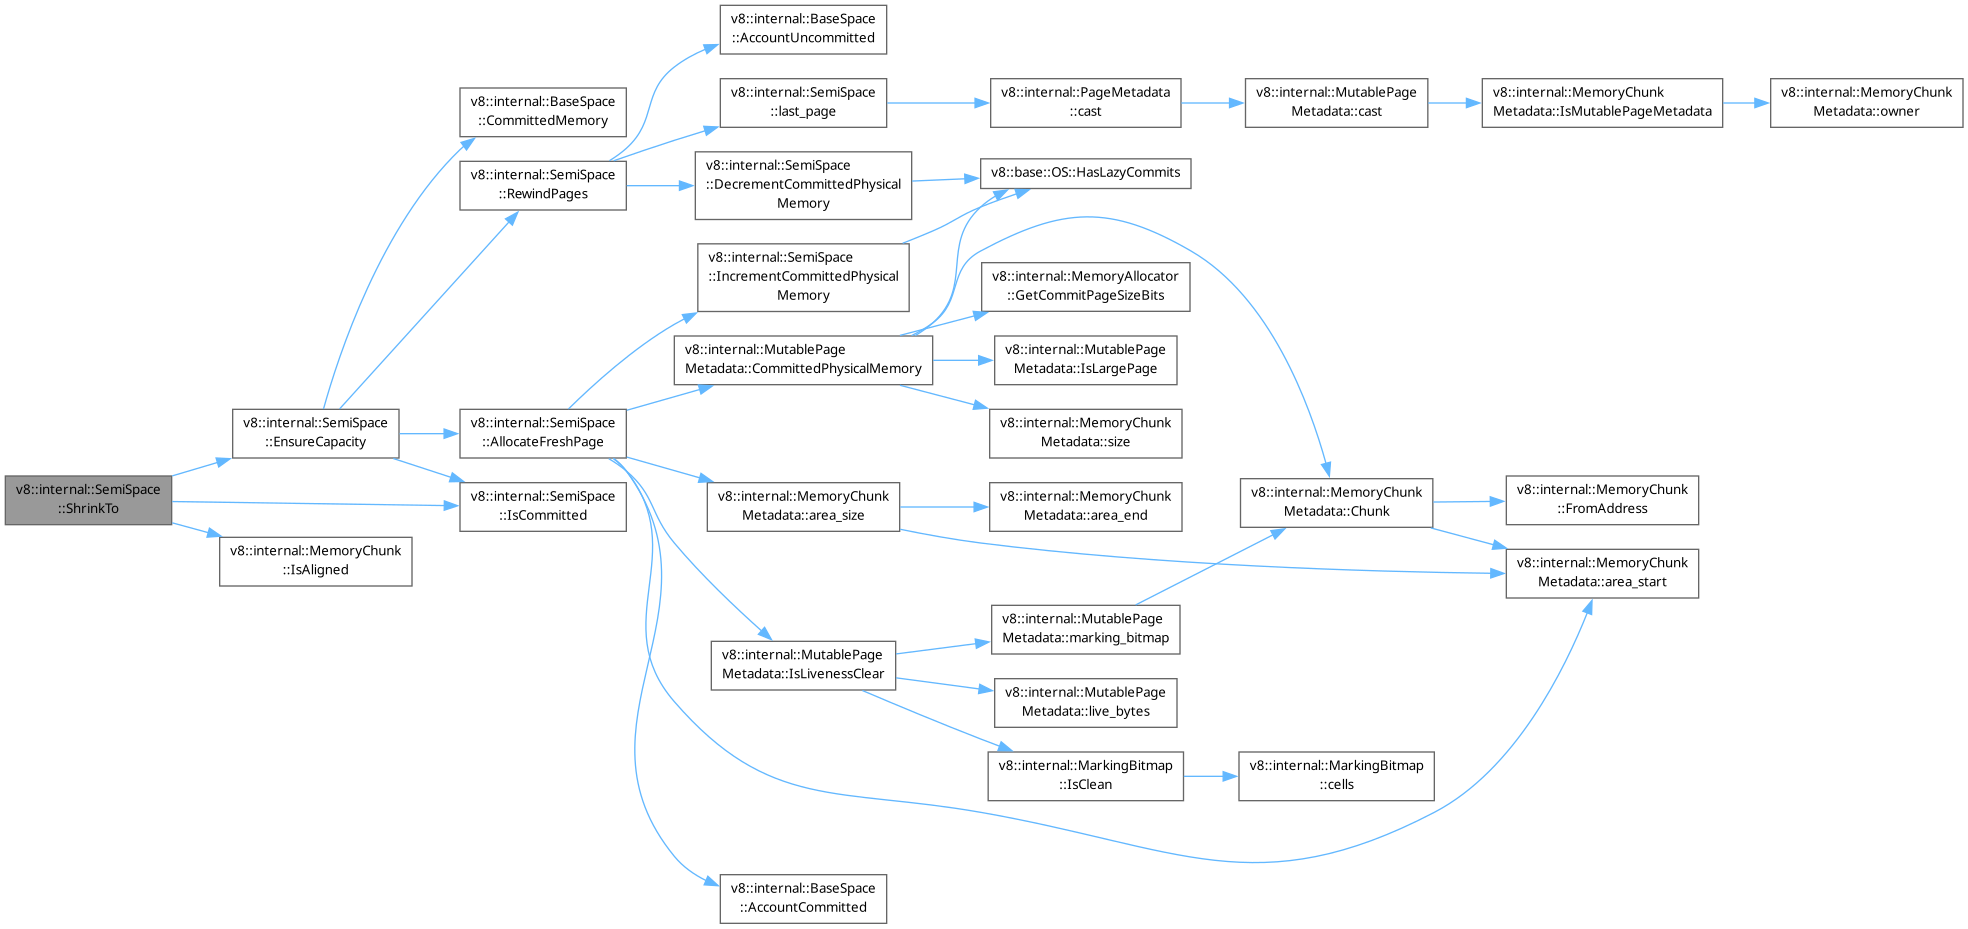 v8::internal::SemiSpace
::ShrinkTo
v8::internal::SemiSpace
::EnsureCapacity
v8::internal::MemoryChunk
::IsAligned
v8::internal::BaseSpace
::CommittedMemory
v8::internal::SemiSpace
::RewindPages
v8::internal::SemiSpace
::AllocateFreshPage
v8::internal::SemiSpace
::IsCommitted
v8::internal::BaseSpace
::AccountUncommitted
v8::internal::SemiSpace
::last_page
v8::internal::SemiSpace
::DecrementCommittedPhysical
Memory
v8::internal::SemiSpace
::IncrementCommittedPhysical
Memory
v8::internal::MutablePage
Metadata::CommittedPhysicalMemory
v8::internal::MemoryChunk
Metadata::area_size
v8::internal::MutablePage
Metadata::IsLivenessClear
v8::internal::BaseSpace
::AccountCommitted
v8::internal::PageMetadata
::cast
v8::base::OS::HasLazyCommits
v8::internal::MemoryAllocator
::GetCommitPageSizeBits
v8::internal::MutablePage
Metadata::IsLargePage
v8::internal::MemoryChunk
Metadata::size
v8::internal::MemoryChunk
Metadata::area_end
v8::internal::MutablePage
Metadata::marking_bitmap
v8::internal::MutablePage
Metadata::live_bytes
v8::internal::MarkingBitmap
::IsClean
v8::internal::MutablePage
Metadata::cast
v8::internal::MemoryChunk
Metadata::Chunk
v8::internal::MarkingBitmap
::cells
v8::internal::MemoryChunk
Metadata::IsMutablePageMetadata
v8::internal::MemoryChunk
::FromAddress
v8::internal::MemoryChunk
Metadata::area_start
v8::internal::MemoryChunk
Metadata::owner